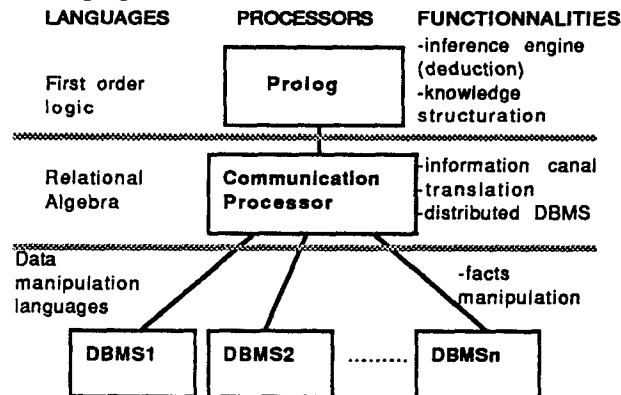 LANGUAGES PROCESSORS FUNCTIONNALITIES
First order
logic
Prolog
-inference engine
(deduction)
-knowledge
structuration
Relational
Algebra
Communication
Processor
-information canal
-translation
-distributed DBMS
Data
manipulation
languages
-facts
manipulation
DBMS1 DBMS2 ......... DBMSn